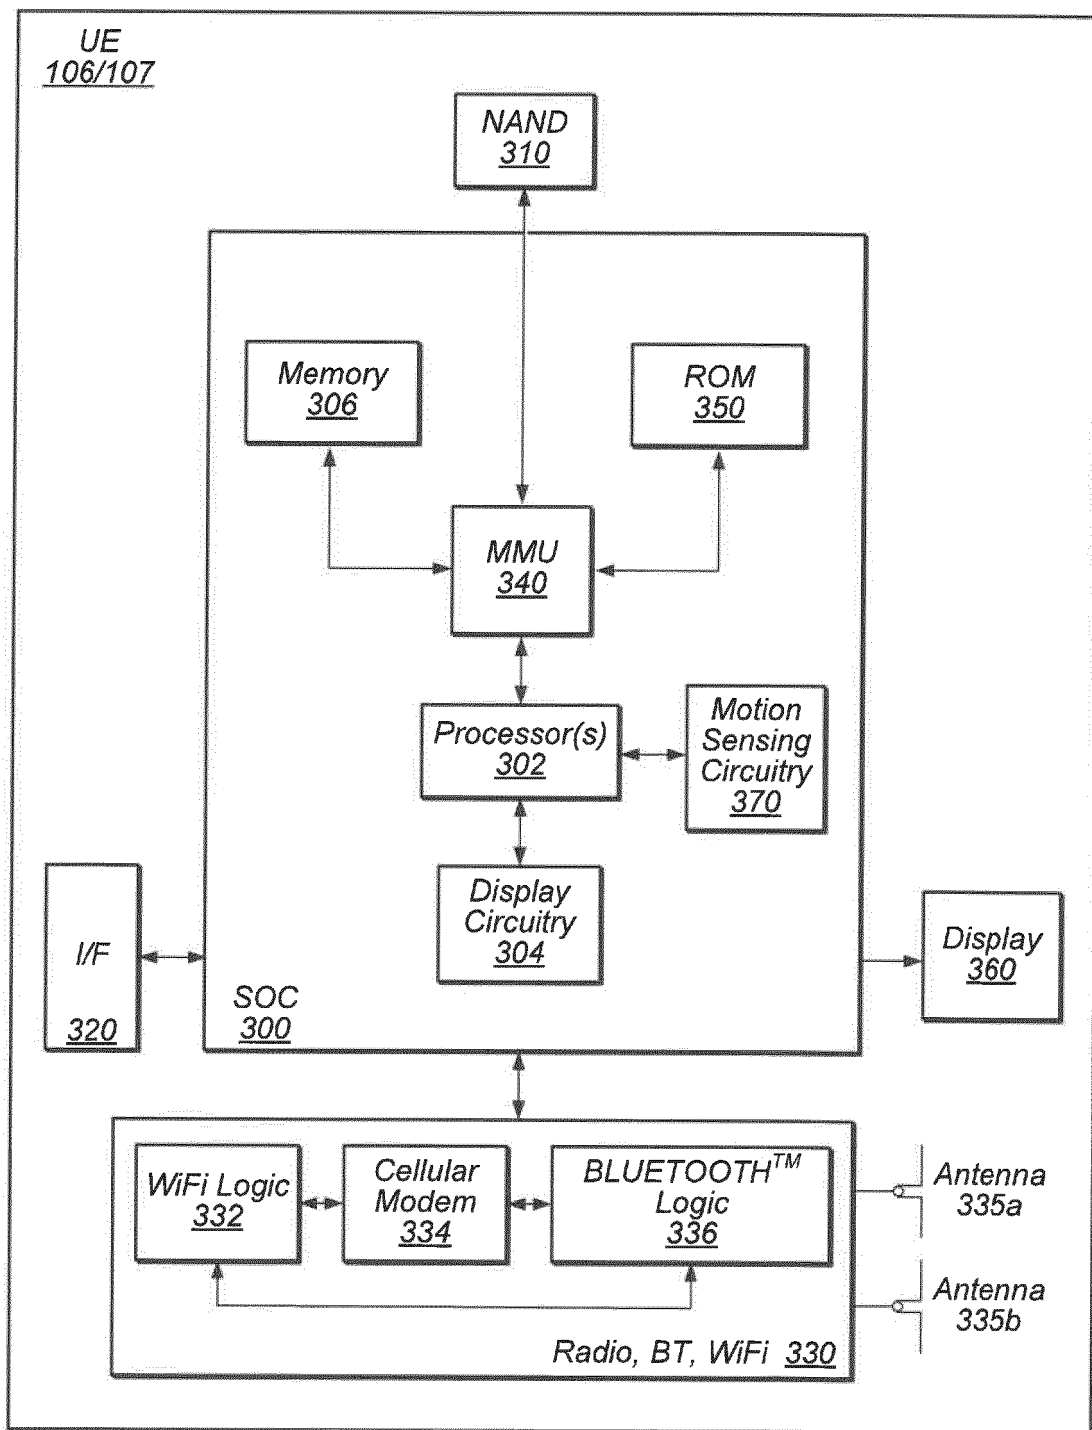 UE
106/107
NAND
310
Memory
306
ROM
350
MMU
340
Processor(s)
302
Motion
Sensing
Circuitry
370
Display
Circuitry
304
I/F
320
SOC
300
Display
360
WiFi Logic
332
Cellular
Modem
334
BLUETOOTH™
Logic
336
Antenna
335a
Antenna
335b
Radio, BT, WiFi 330